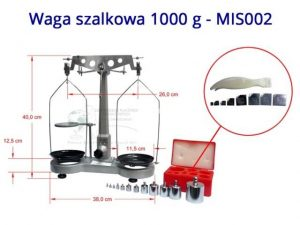 Waga szalkowa 1000 g - MIS002
26,0 cm
40,0 cm
12,5 cm
11,5 cm
38,0 cm